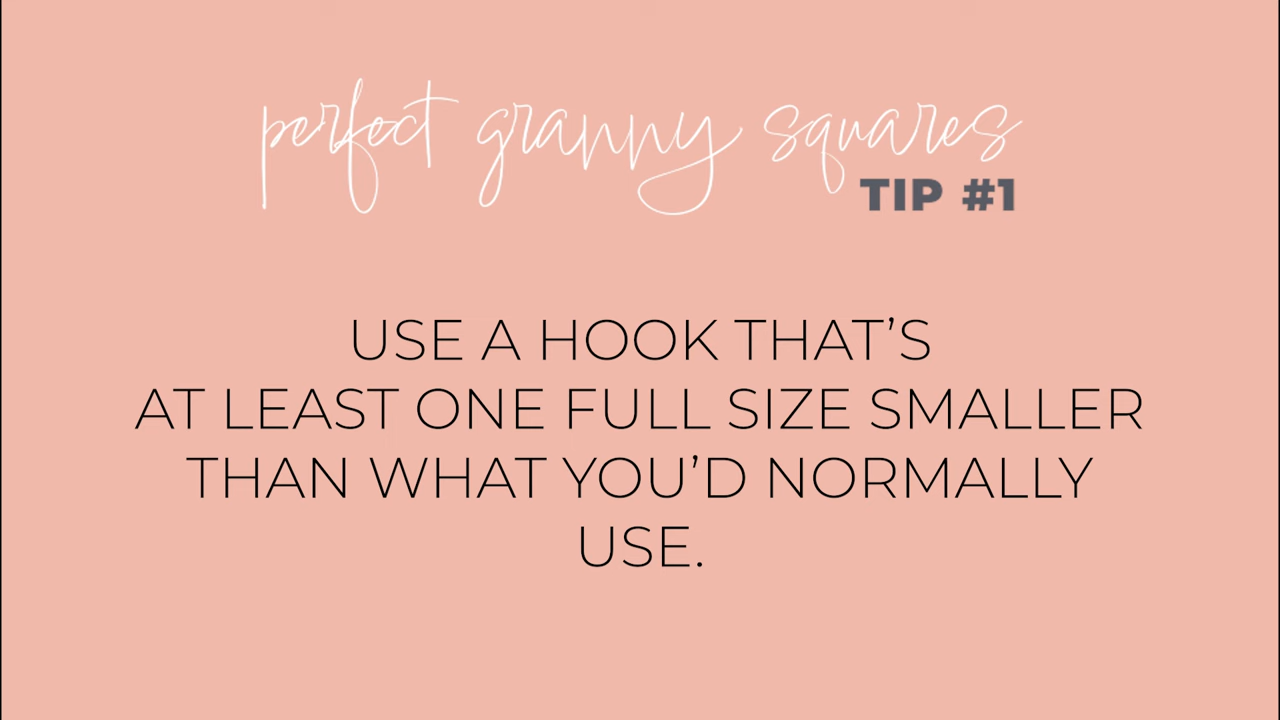 perfect granny squares
TIP #1
USE A HOOK THAT’S
AT LEAST ONE FULL SIZE SMALLER
THAN WHAT YOU’D NORMALLY
USE.